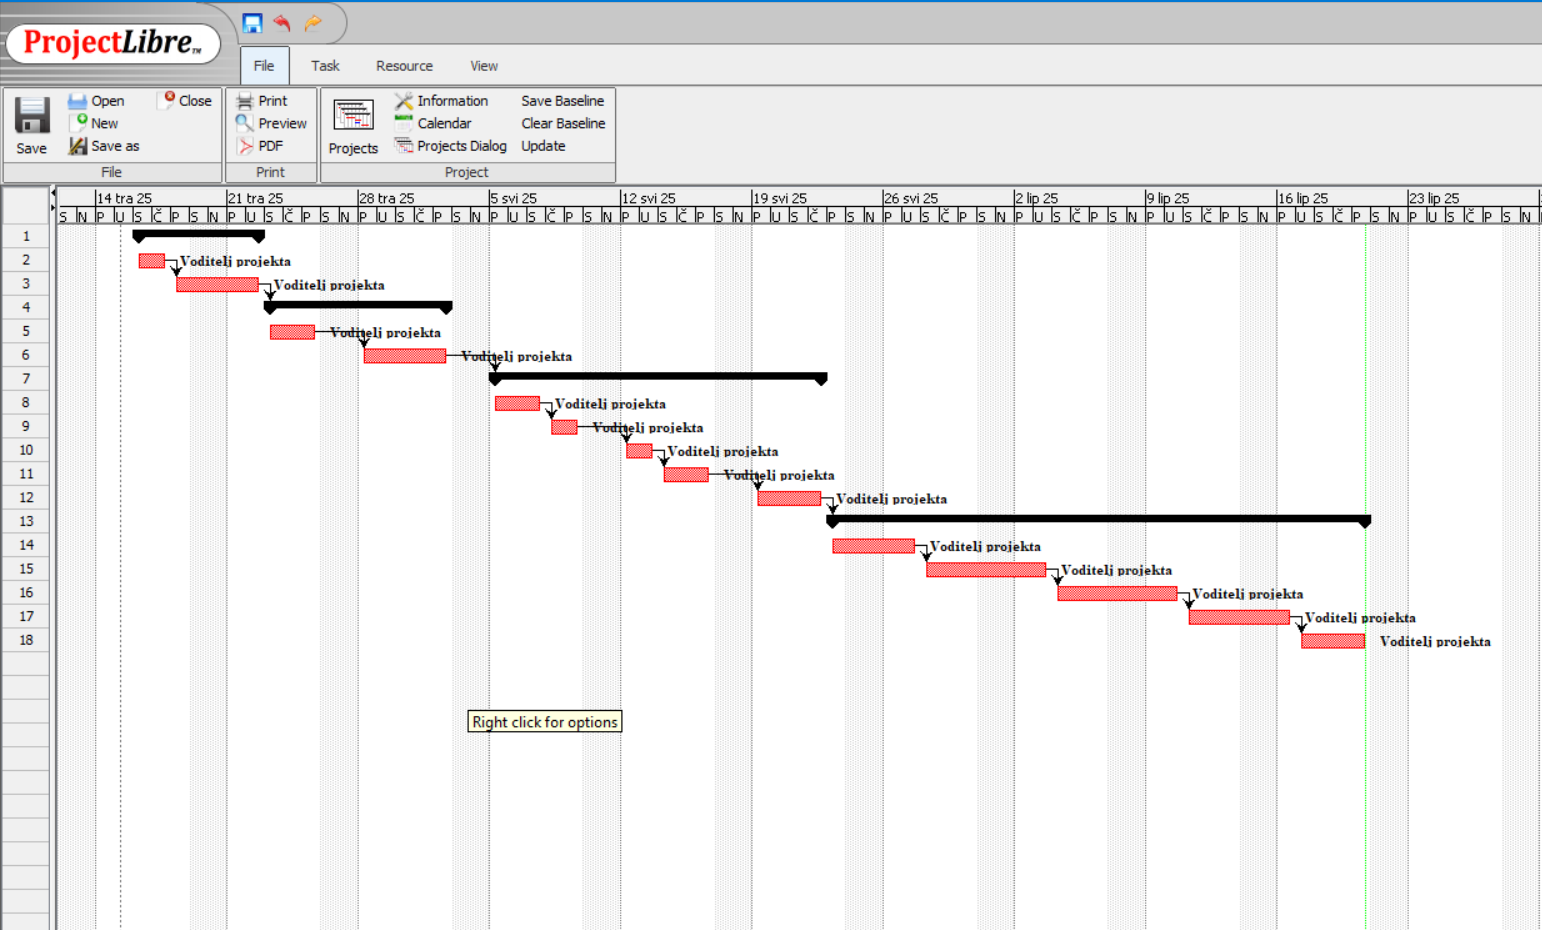 ProjectLibre™
File Task Resource View
Open Close Print Information Save Baseline
New Preview Calendar Clear Baseline
Save Save as PDF Projects Projects Dialog Update
File Print Project
14 tra 25 21 tra 25 28 tra 25 5 svi 25 12 svi 25 19 svi 25 26 svi 25 2 lip 25 9 lip 25 16 lip 25 23 lip 25
S N P U S Č P S N P U S Č P S N P U S Č P S N P U S Č P S N P U S Č P S N P U S Č P S N P U S Č P S N P U S Č P S N P U S Č P S N P U S Č P S N P U S Č P S N
1
2 Voditelj projekta
3 Voditelj projekta
4
5 Voditelj projekta
6 Voditelj projekta
7
8 Voditelj projekta
9 Voditelj projekta
10 Voditelj projekta
11 Voditelj projekta
12 Voditelj projekta
13
14 Voditelj projekta
15 Voditelj projekta
16 Voditelj projekta
17 Voditelj projekta
18 Voditelj projekta
Right click for options